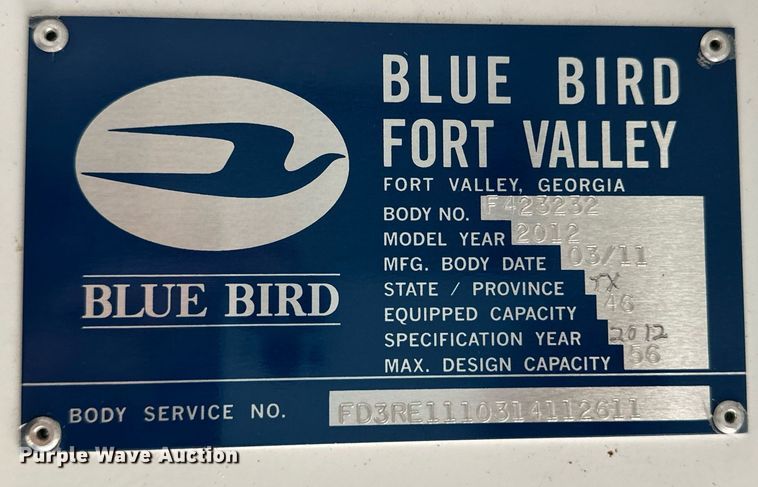 BLUE BIRD
FORT VALLEY
FORT VALLEY, GEORGIA
BODY NO. F423232
MODEL YEAR 2012
MFG. BODY DATE 03/11
STATE / PROVINCE TX
EQUIPPED CAPACITY 46
SPECIFICATION YEAR 2012
MAX. DESIGN CAPACITY 56
BLUE BIRD
BODY SERVICE NO. FD3RE1110314112611
Purple Wave Auction